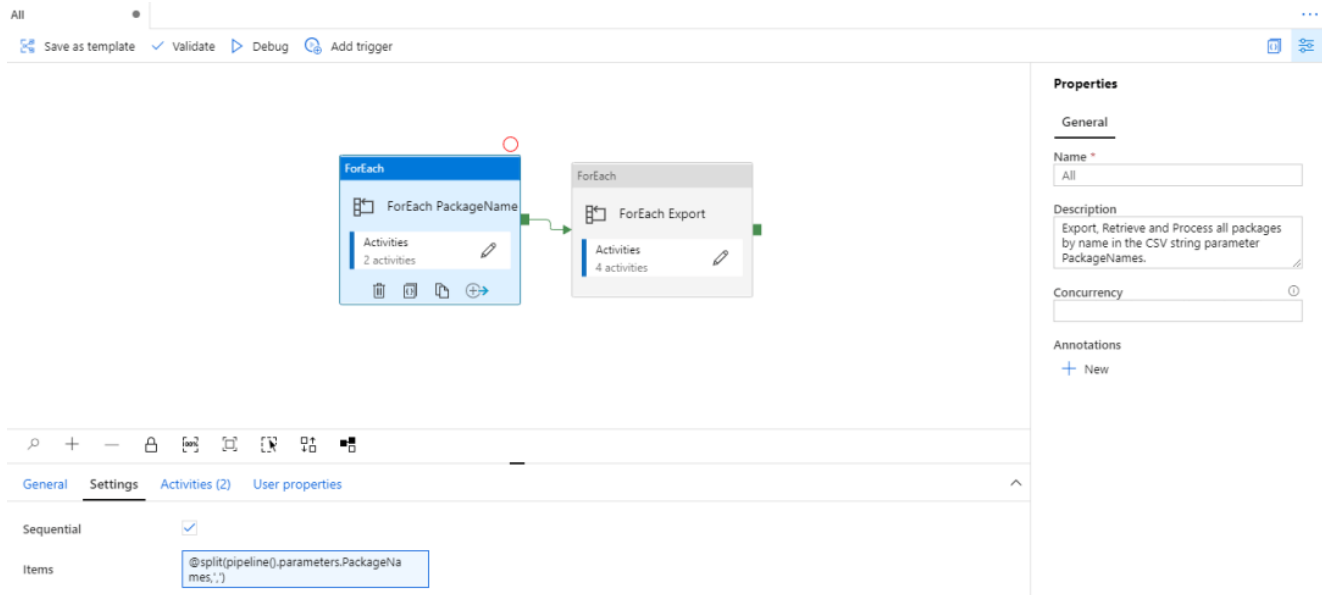 All
Save as template
Validate
Debug
Add trigger
ForEach
ForEach PackageName
Activities
2 activities
ForEach
ForEach Export
Activities
4 activities
Properties
General
Name *
All
Description
Export, Retrieve and Process all packages
by name in the CSV string parameter
PackageNames.
Concurrency
Annotations
New
100%
General
Settings
Activities (2)
User properties
Sequential
Items
@split(pipeline().parameters.PackageNa
mes,',')